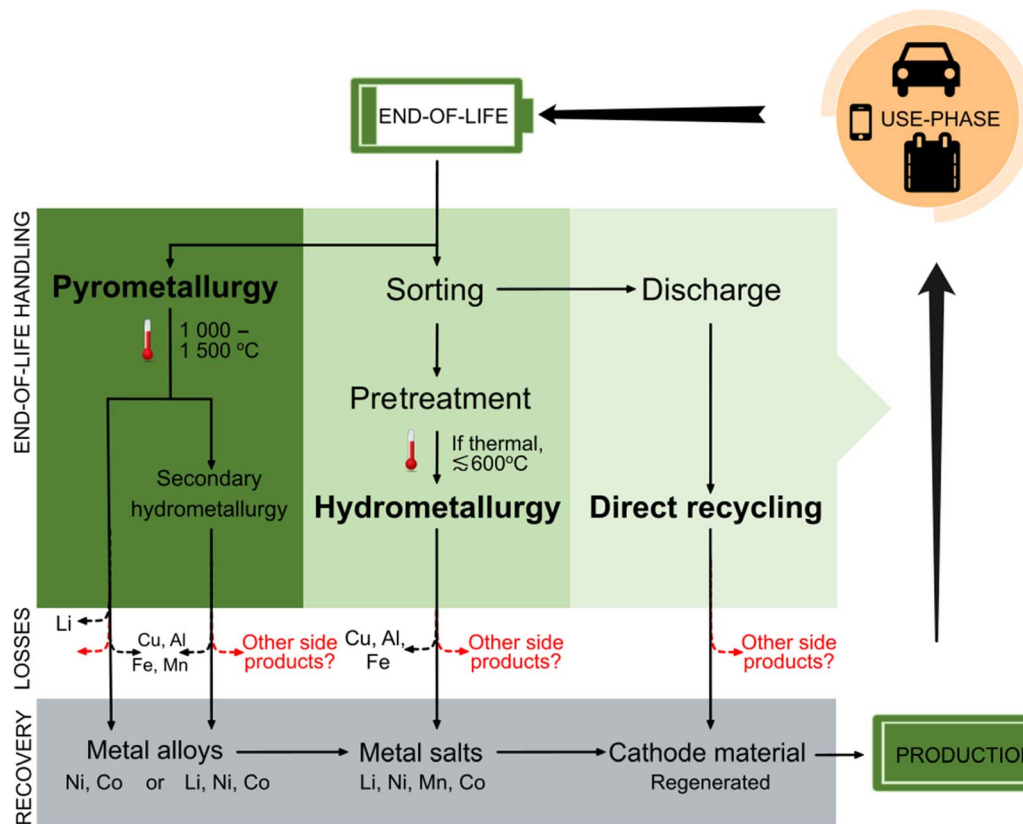 END-OF-LIFE
USE-PHASE
END-OF-LIFE HANDLING
Pyrometallurgy
1 000 –
1 500 ºC
Sorting
Discharge
Pretreatment
If thermal,
≲600ºC
Secondary
hydrometallurgy
Hydrometallurgy
Direct recycling
LOSSES
Li
Cu, Al
Fe, Mn
Other side
products?
Cu, Al,
Fe
Other side
products?
Other side
products?
RECOVERY
Metal alloys
Ni, Co or Li, Ni, Co
Metal salts
Li, Ni, Mn, Co
Cathode material
Regenerated
PRODUCTION